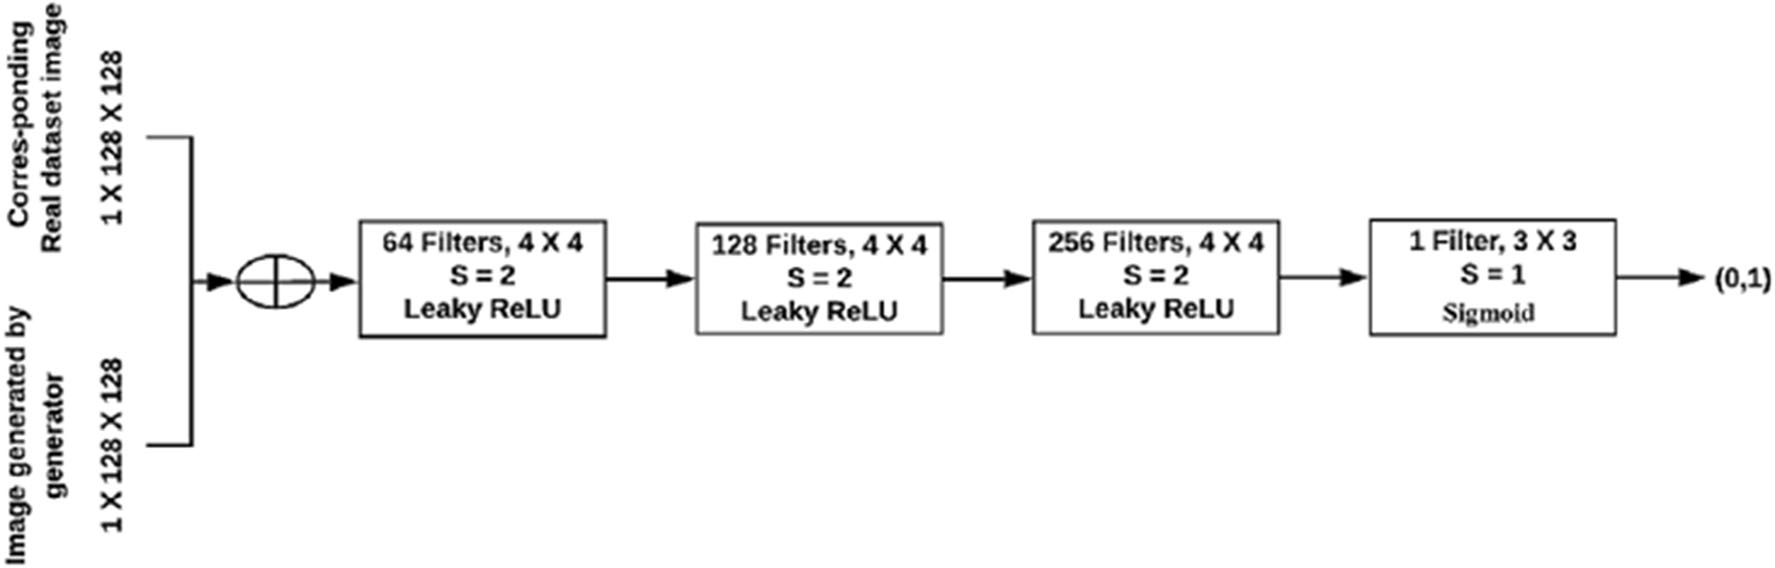 Corres-ponding
Real dataset image
1 X 128 X 128
Image generated by
generator
1 X 128 X 128
64 Filters, 4 X 4
S = 2
Leaky ReLU
128 Filters, 4 X 4
S = 2
Leaky ReLU
256 Filters, 4 X 4
S = 2
Leaky ReLU
1 Filter, 3 X 3
S = 1
Sigmoid
(0,1)